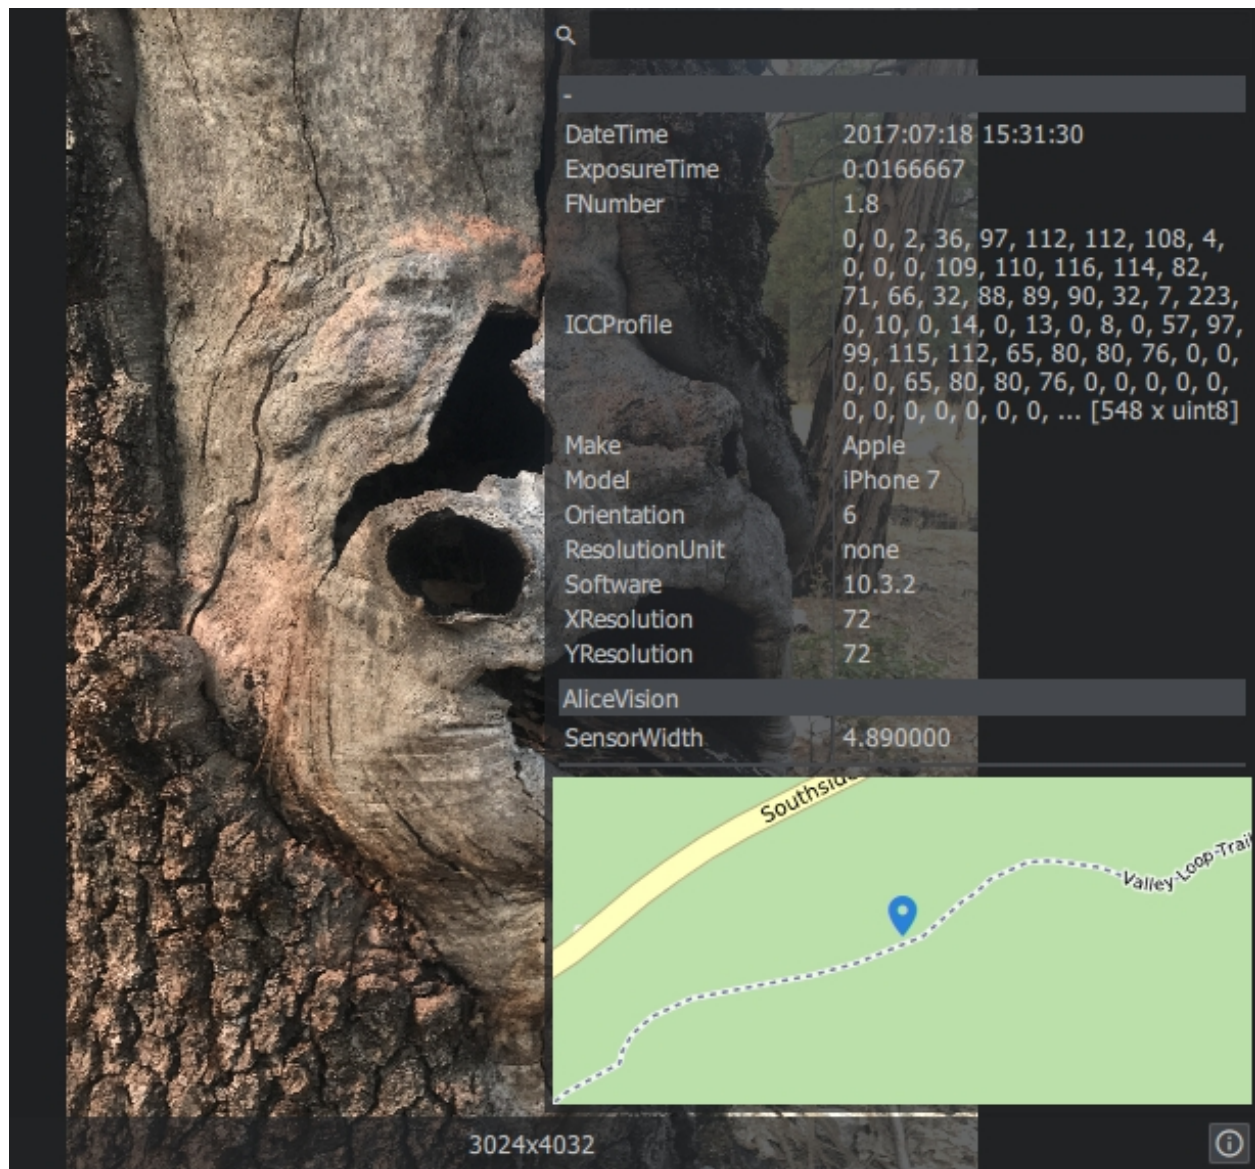 -
DateTime 2017:07:18 15:31:30
ExposureTime 0.0166667
FNumber 1.8
ICCProfile 0, 0, 2, 36, 97, 112, 112, 108, 4,
0, 0, 0, 109, 110, 116, 114, 82,
71, 66, 32, 88, 89, 90, 32, 7, 223,
0, 10, 0, 14, 0, 13, 0, 8, 0, 57, 97,
99, 115, 112, 65, 80, 80, 76, 0, 0,
0, 0, 65, 80, 80, 76, 0, 0, 0, 0, 0,
0, 0, 0, 0, 0, 0, 0, ... [548 x uint8]
Make Apple
Model iPhone 7
Orientation 6
ResolutionUnit none
Software 10.3.2
XResolution 72
YResolution 72
AliceVision
SensorWidth 4.890000
Southside
Valley-Loop-Trail
3024x4032